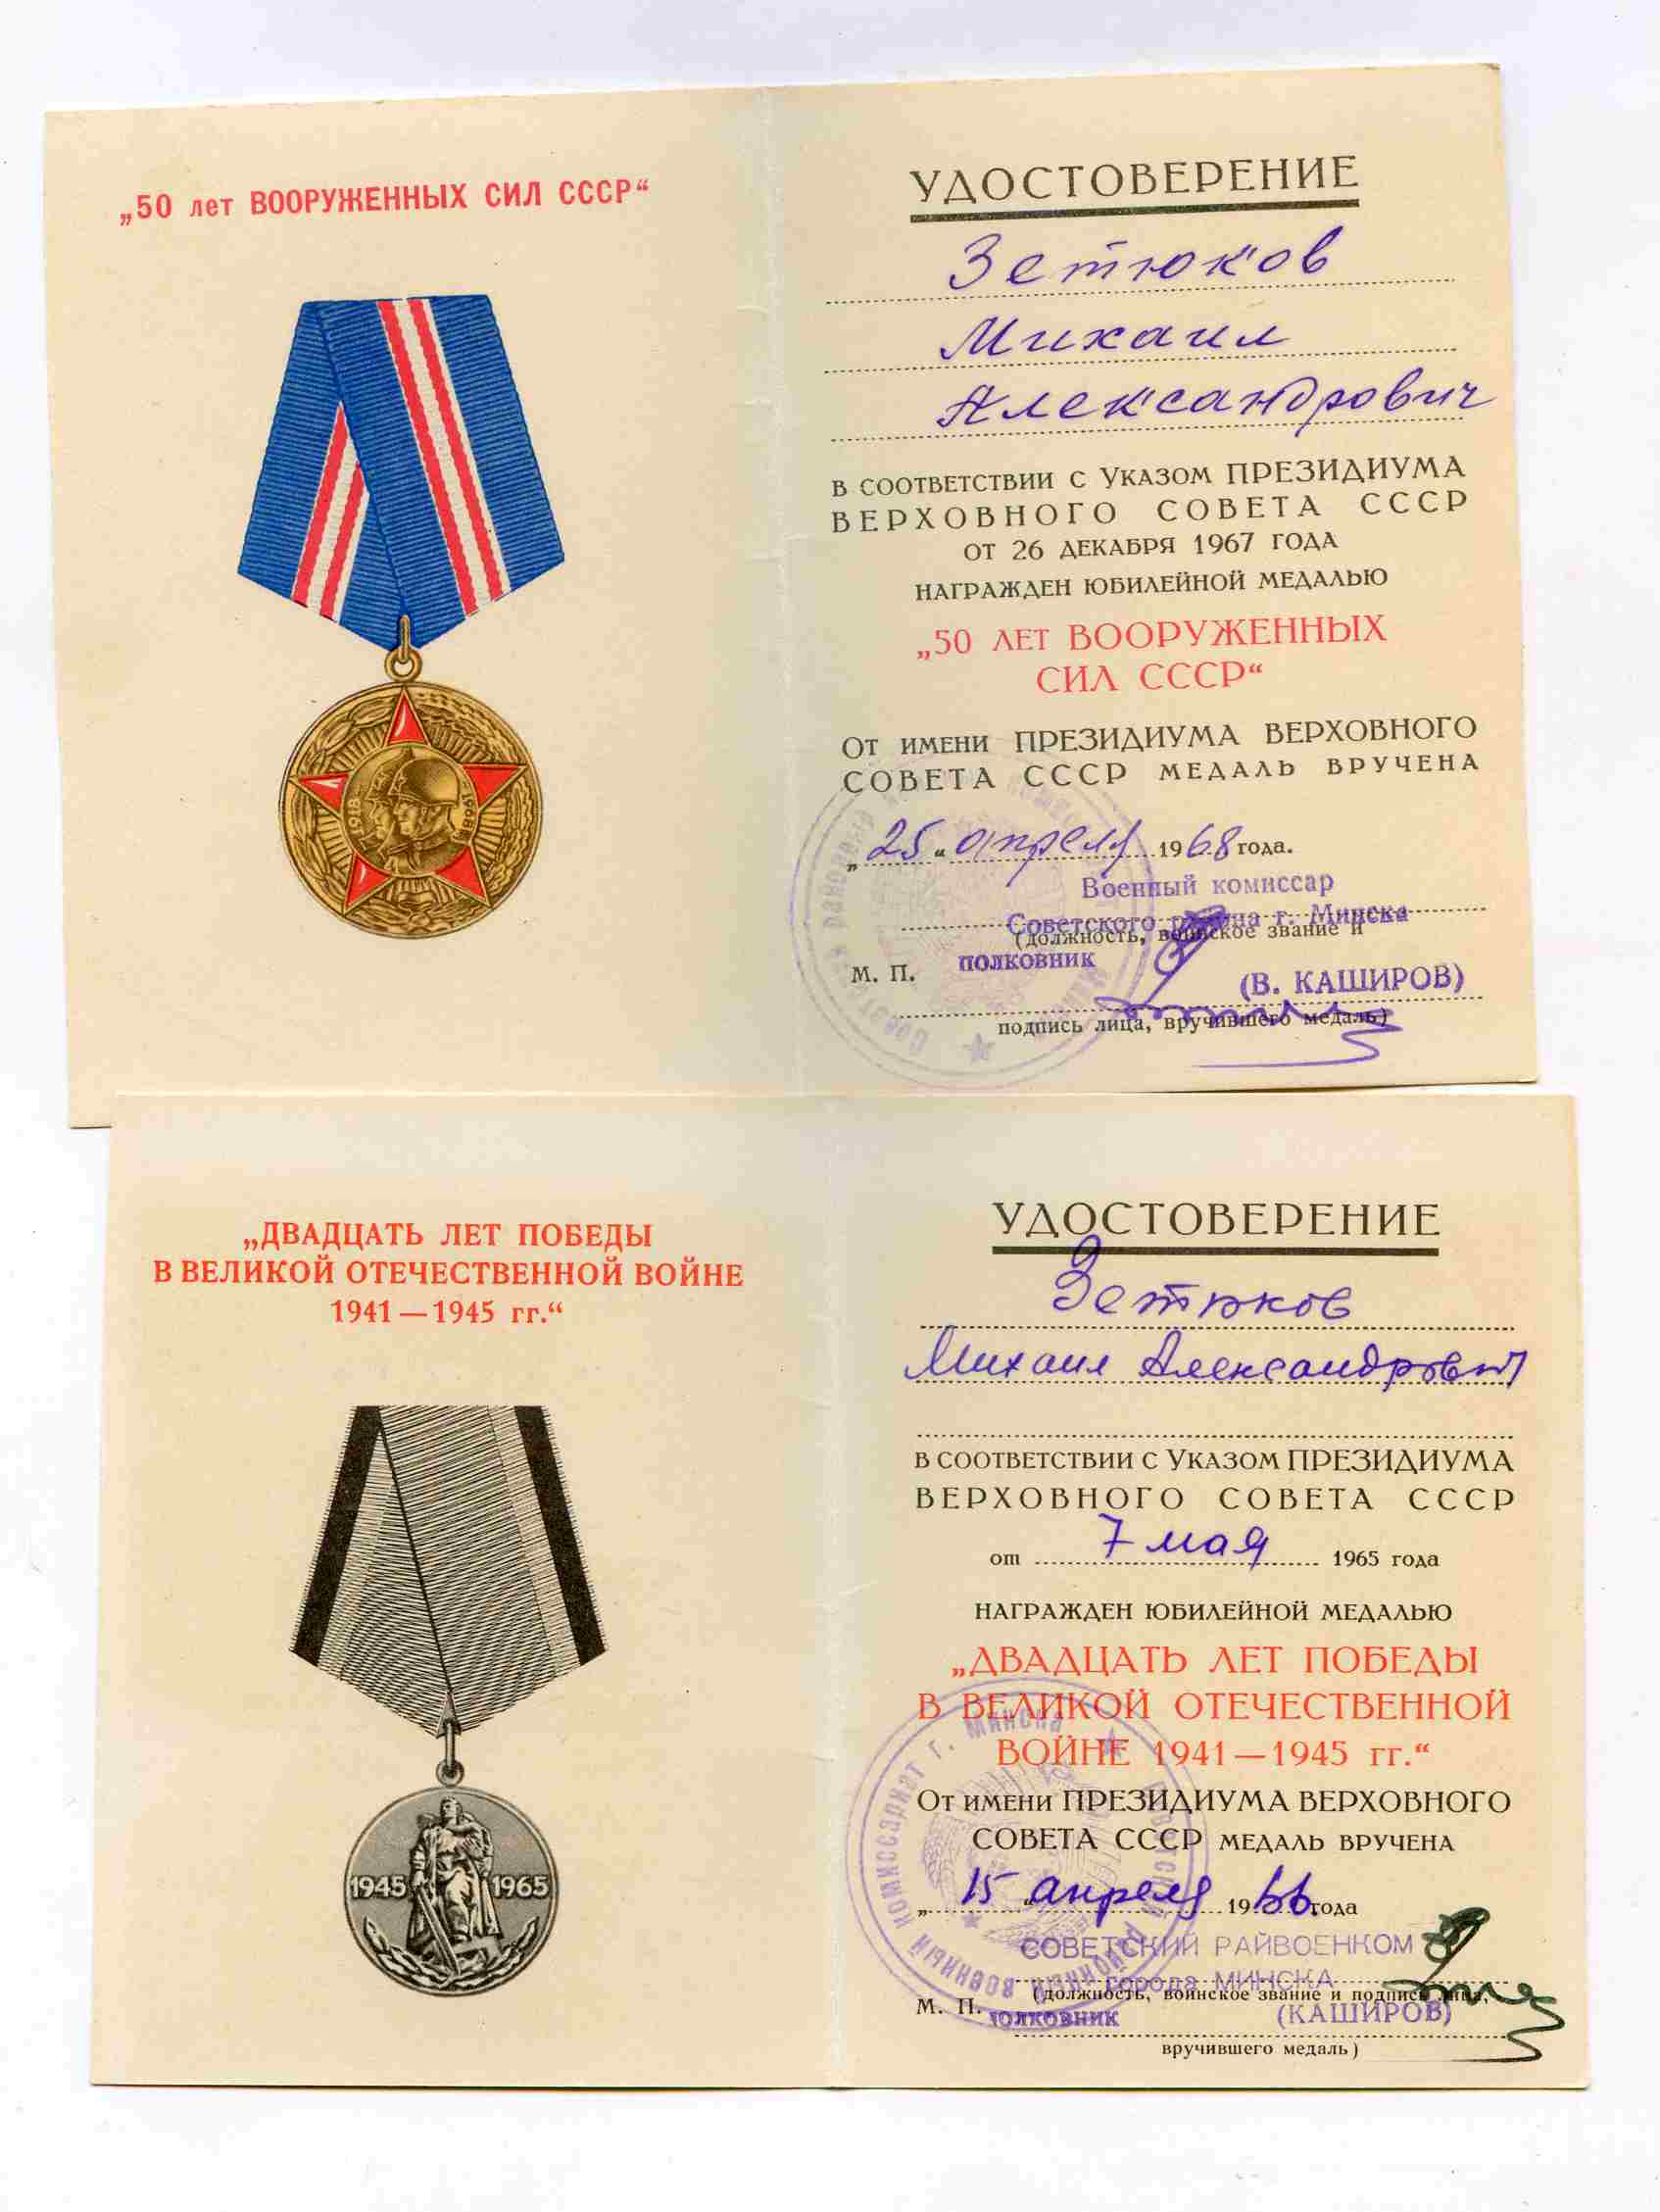 „50 лет ВООРУЖЕННЫХ СИЛ СССР“
1918
1968
УДОСТОВЕРЕНИЕ
Зетюков
Михаил
Александрович
В СООТВЕТСТВИИ С УКАЗОМ ПРЕЗИДИУМА
ВЕРХОВНОГО СОВЕТА СССР
ОТ 26 ДЕКАБРЯ 1967 ГОДА
НАГРАЖДЕН ЮБИЛЕЙНОЙ МЕДАЛЬЮ
„50 ЛЕТ ВООРУЖЕННЫХ
СИЛ СССР“
ОТ ИМЕНИ ПРЕЗИДИУМА ВЕРХОВНОГО
СОВЕТА СССР МЕДАЛЬ ВРУЧЕНА
„25“ апреля 1968 года.
Военный комиссар
Советского района г. Минска
(должность, воинское звание и
М. П. полковник
(В. КАШИРОВ)
подпись лица, вручившего медаль)
„ДВАДЦАТЬ ЛЕТ ПОБЕДЫ
В ВЕЛИКОЙ ОТЕЧЕСТВЕННОЙ ВОЙНЕ
1941—1945 гг.“
1945 1965
УДОСТОВЕРЕНИЕ
Зетюков
Михаил Александрович
В СООТВЕТСТВИИ С УКАЗОМ ПРЕЗИДИУМА
ВЕРХОВНОГО СОВЕТА СССР
от 7 мая 1965 года
НАГРАЖДЕН ЮБИЛЕЙНОЙ МЕДАЛЬЮ
„ДВАДЦАТЬ ЛЕТ ПОБЕДЫ
В ВЕЛИКОЙ ОТЕЧЕСТВЕННОЙ
ВОЙНЕ 1941—1945 гг.“
ОТ ИМЕНИ ПРЕЗИДИУМА ВЕРХОВНОГО
СОВЕТА СССР МЕДАЛЬ ВРУЧЕНА
„15“ апреля 1966 года
СОВЕТСКИЙ РАЙВОЕНКОМ
города МИНСКА
(должность, воинское звание и подпись лица,
М. П. полковник (КАШИРОВ)
вручившего медаль)
Советский районный военный комиссариат г. Минска